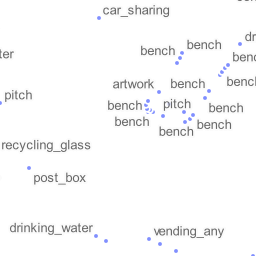 car_sharing
bench
bench
dr
ter
benc
bench
artwork
bench
pitch
bench
pitch
bench
bench
bench
bench
recycling_glass
post_box
drinking_water
vending_any